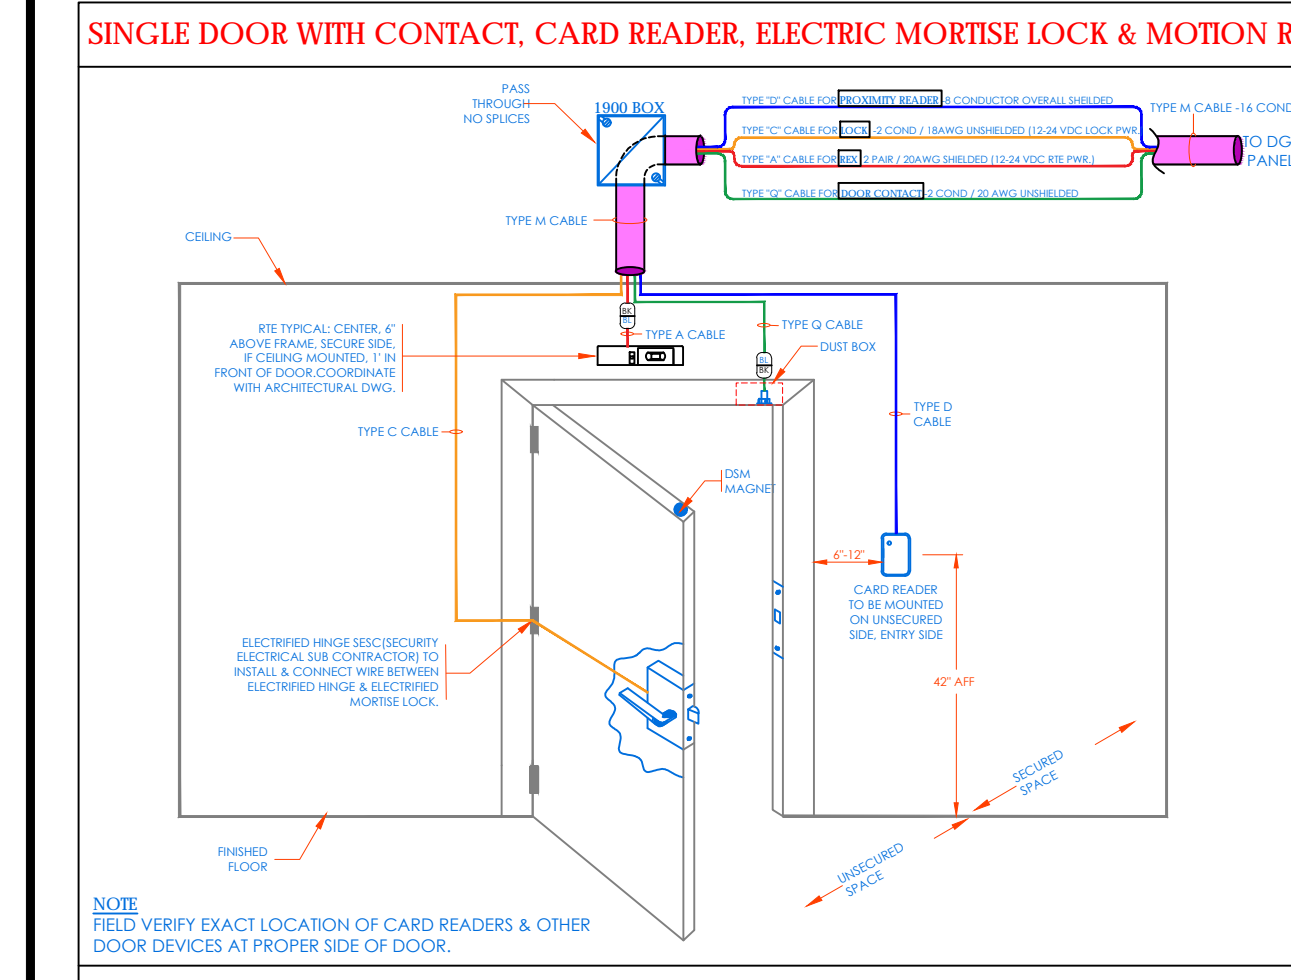 SINGLE DOOR WITH CONTACT, CARD READER, ELECTRIC MORTISE LOCK & MOTION R
PASS
THROUGH
NO SPLICES
1900 BOX
TYPE "D" CABLE FOR PROXIMITY READER -8 CONDUCTOR OVERALL SHEILDED
TYPE "C" CABLE FOR LOCK -2 COND / 18AWG UNSHIELDED (12-24 VDC LOCK PWR.
TYPE "A" CABLE FOR REX 2 PAIR / 20AWG SHIELDED (12-24 VDC RTE PWR.)
TYPE "Q" CABLE FOR DOOR CONTACT -2 COND / 20 AWG UNSHIELDED
TYPE M CABLE -16 COND
TO DG
PANEL
TYPE M CABLE
CEILING
RTE TYPICAL: CENTER, 6"
ABOVE FRAME, SECURE SIDE,
IF CEILING MOUNTED, 1' IN
FRONT OF DOOR.COORDINATE
WITH ARCHITECTURAL DWG.
BK
BL
TYPE A CABLE
TYPE Q CABLE
DUST BOX
BL
BK
TYPE C CABLE
TYPE D
CABLE
DSM
MAGNET
6"-12"
CARD READER
TO BE MOUNTED
ON UNSECURED
SIDE, ENTRY SIDE
ELECTRIFIED HINGE SESC(SECURITY
ELECTRICAL SUB CONTRACTOR) TO
INSTALL & CONNECT WIRE BETWEEN
ELECTRIFIED HINGE & ELECTRIFIED
MORTISE LOCK.
42" AFF
SECURED
SPACE
UNSECURED
SPACE
FINISHED
FLOOR
NOTE
FIELD VERIFY EXACT LOCATION OF CARD READERS & OTHER
DOOR DEVICES AT PROPER SIDE OF DOOR.